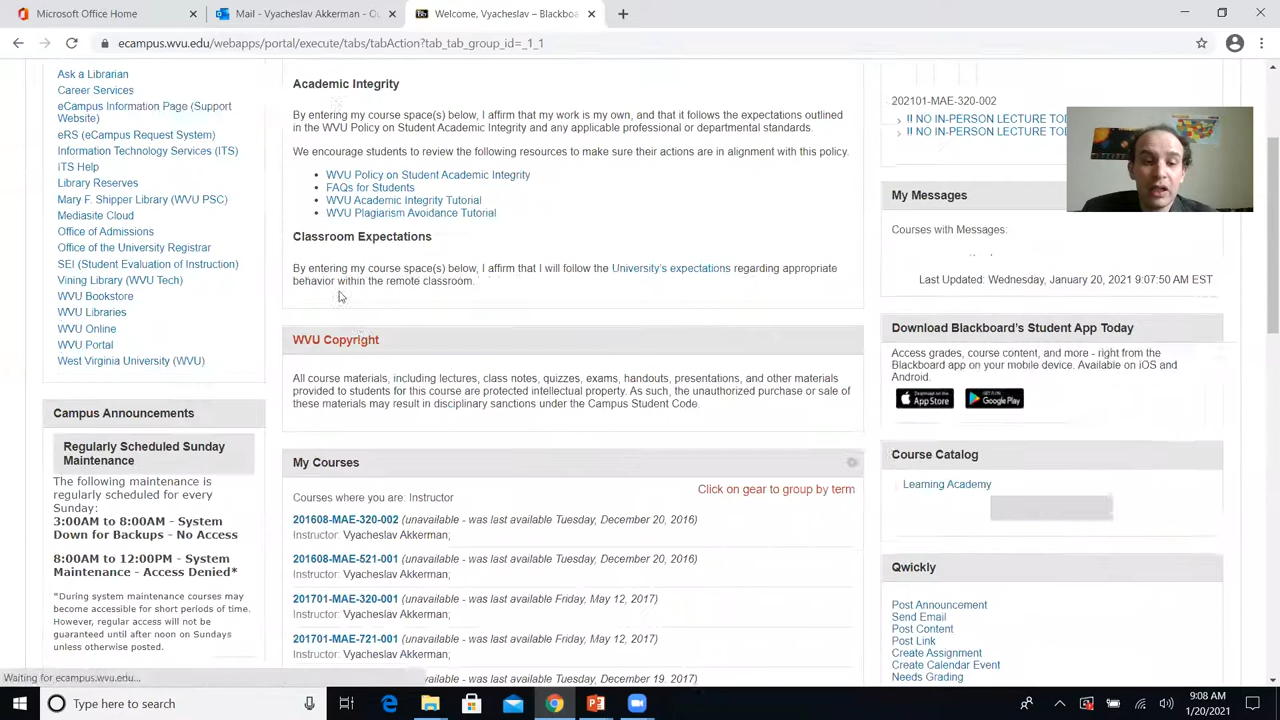 Microsoft Office Home
Mail - Vyacheslav Akkerman - Ou
Welcome, Vyacheslav – Blackboa
ecampus.wvu.edu/webapps/portal/execute/tabs/tabAction?tab_tab_group_id=_1_1
Ask a Librarian
Career Services
eCampus Information Page (Support
Website)
eRS (eCampus Request System)
Information Technology Services (ITS)
ITS Help
Library Reserves
Mary F. Shipper Library (WVU PSC)
Mediasite Cloud
Office of Admissions
Office of the University Registrar
SEI (Student Evaluation of Instruction)
Vining Library (WVU Tech)
WVU Bookstore
WVU Libraries
WVU Online
WVU Portal
West Virginia University (WVU)
Campus Announcements
Regularly Scheduled Sunday
Maintenance
The following maintenance is
regularly scheduled for every
Sunday:
3:00AM to 8:00AM - System
Down for Backups - No Access
8:00AM to 12:00PM - System
Maintenance - Access Denied*
*During system maintenance courses may
become accessible for short periods of time.
However, regular access will not be
guaranteed until after noon on Sundays
unless otherwise posted.
Academic Integrity
By entering my course space(s) below, I affirm that my work is my own, and that it follows the expectations outlined
in the WVU Policy on Student Academic Integrity and any applicable professional or departmental standards.
We encourage students to review the following resources to make sure their actions are in alignment with this policy.
• WVU Policy on Student Academic Integrity
• FAQs for Students
• WVU Academic Integrity Tutorial
• WVU Plagiarism Avoidance Tutorial
Classroom Expectations
By entering my course space(s) below, I affirm that I will follow the University's expectations regarding appropriate
behavior within the remote classroom.
WVU Copyright
All course materials, including lectures, class notes, quizzes, exams, handouts, presentations, and other materials
provided to students for this course are protected intellectual property. As such, the unauthorized purchase or sale of
these materials may result in disciplinary sanctions under the Campus Student Code.
My Courses
Click on gear to group by term
Courses where you are: Instructor
201608-MAE-320-002 (unavailable - was last available Tuesday, December 20, 2016)
Instructor: Vyacheslav Akkerman;
201608-MAE-521-001 (unavailable - was last available Tuesday, December 20, 2016)
Instructor: Vyacheslav Akkerman;
201701-MAE-320-001 (unavailable - was last available Friday, May 12, 2017)
Instructor: Vyacheslav Akkerman;
201701-MAE-721-001 (unavailable - was last available Friday, May 12, 2017)
Instructor: Vyacheslav Akkerman;
available Tuesday, December 19, 2017)
202101-MAE-320-002
!! NO IN-PERSON LECTURE TO
!! NO IN-PERSON LECTURE TO
My Messages
Courses with Messages:
Last Updated: Wednesday, January 20, 2021 9:07:50 AM EST
Download Blackboard's Student App Today
Access grades, course content, and more - right from the
Blackboard app on your mobile device. Available on iOS and
Android.
Download on the App Store
Google Play
Course Catalog
Learning Academy
Qwickly
Post Announcement
Send Email
Post Content
Post Link
Create Assignment
Create Calendar Event
Needs Grading
Waiting for ecampus.wvu.edu...
Type here to search
9:08 AM
1/20/2021